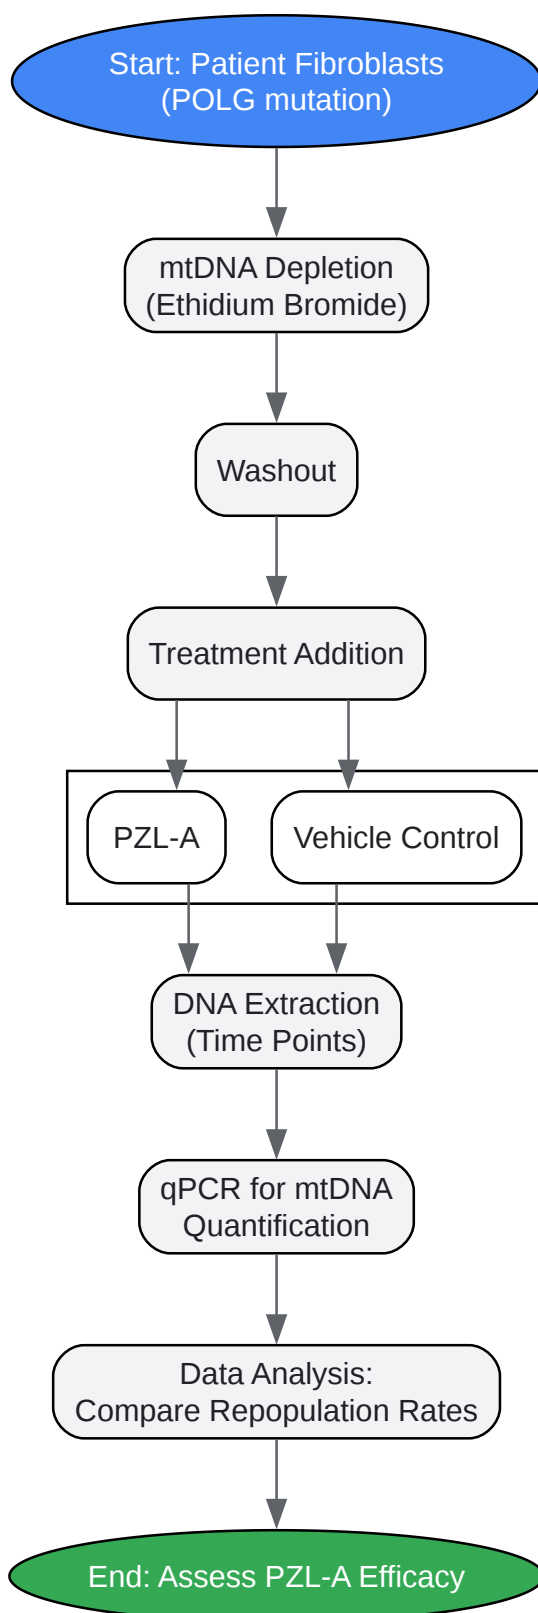 Start: Patient Fibroblasts
(POLG mutation)
mtDNA Depletion
(Ethidium Bromide)
Washout
Treatment Addition
PZL-A
Vehicle Control
DNA Extraction
(Time Points)
qPCR for mtDNA
Quantification
Data Analysis:
Compare Repopulation Rates
End: Assess PZL-A Efficacy